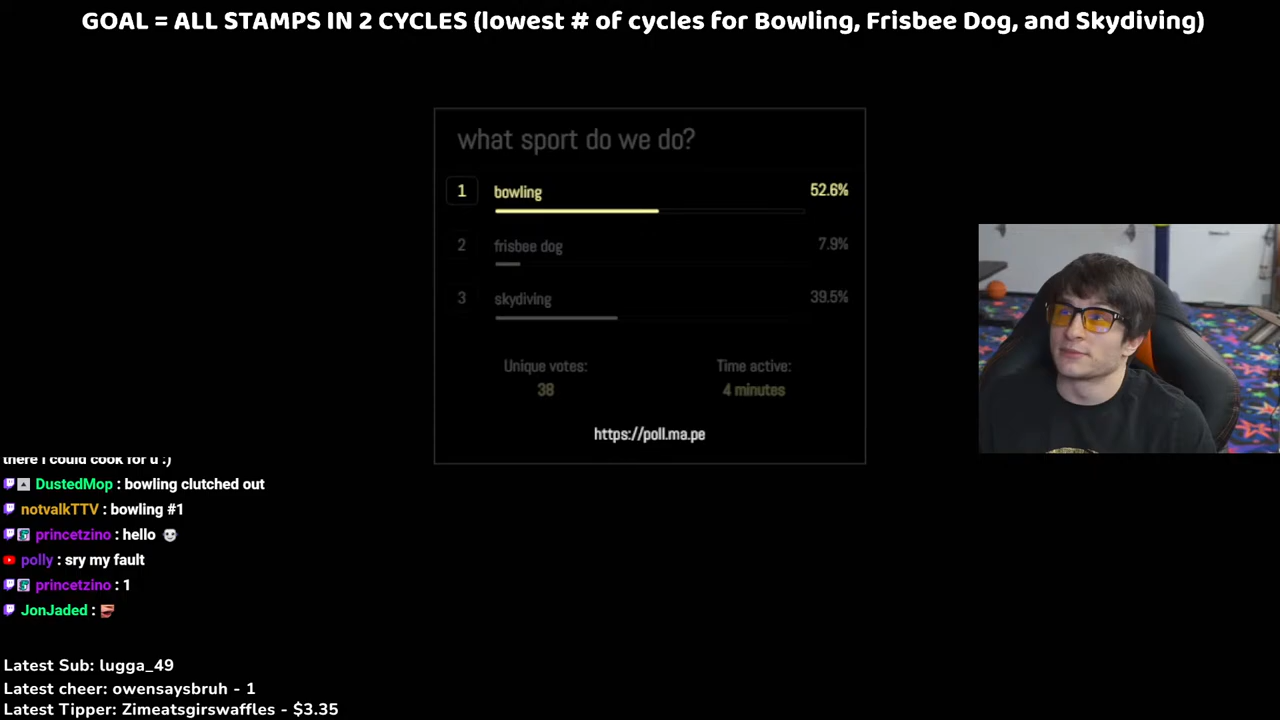 GOAL = ALL STAMPS IN 2 CYCLES (lowest # of cycles for Bowling, Frisbee Dog, and Skydiving)
what sport do we do?
1 bowling 52.6%
2 frisbee dog 7.9%
3 skydiving 39.5%
Unique votes: Time active:
38 4 minutes
https://poll.ma.pe
there i could cook for u :)
DustedMop : bowling clutched out
notvalkTTV : bowling #1
princetzino : hello
polly : sry my fault
princetzino : 1
JonJaded :
Latest Sub: lugga_49
Latest cheer: owensaysbruh - 1
Latest Tipper: Zimeatsgirswaffles - $3.35